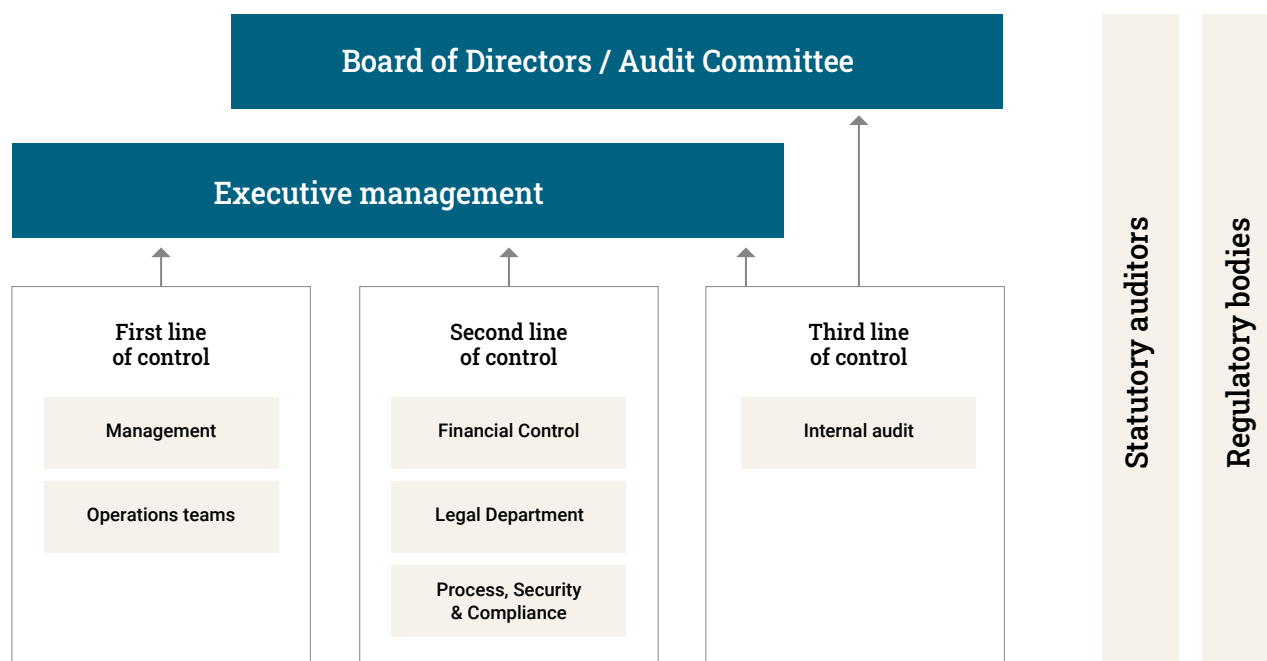 Board of Directors / Audit Committee
Executive management
First line
of control
Management
Operations teams
Second line
of control
Financial Control
Legal Department
Process, Security
& Compliance
Third line
of control
Internal audit
Statutory auditors
Regulatory bodies